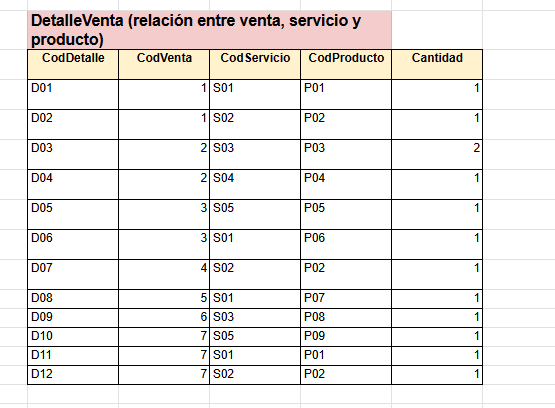 DetalleVenta (relación entre venta, servicio y
producto)
CodDetalle CodVenta CodServicio CodProducto Cantidad
D01 1 S01 P01 1
D02 1 S02 P02 1
D03 2 S03 P03 2
D04 2 S04 P04 1
D05 3 S05 P05 1
D06 3 S01 P06 1
D07 4 S02 P02 1
D08 5 S01 P07 1
D09 6 S03 P08 1
D10 7 S05 P09 1
D11 7 S01 P01 1
D12 7 S02 P02 1